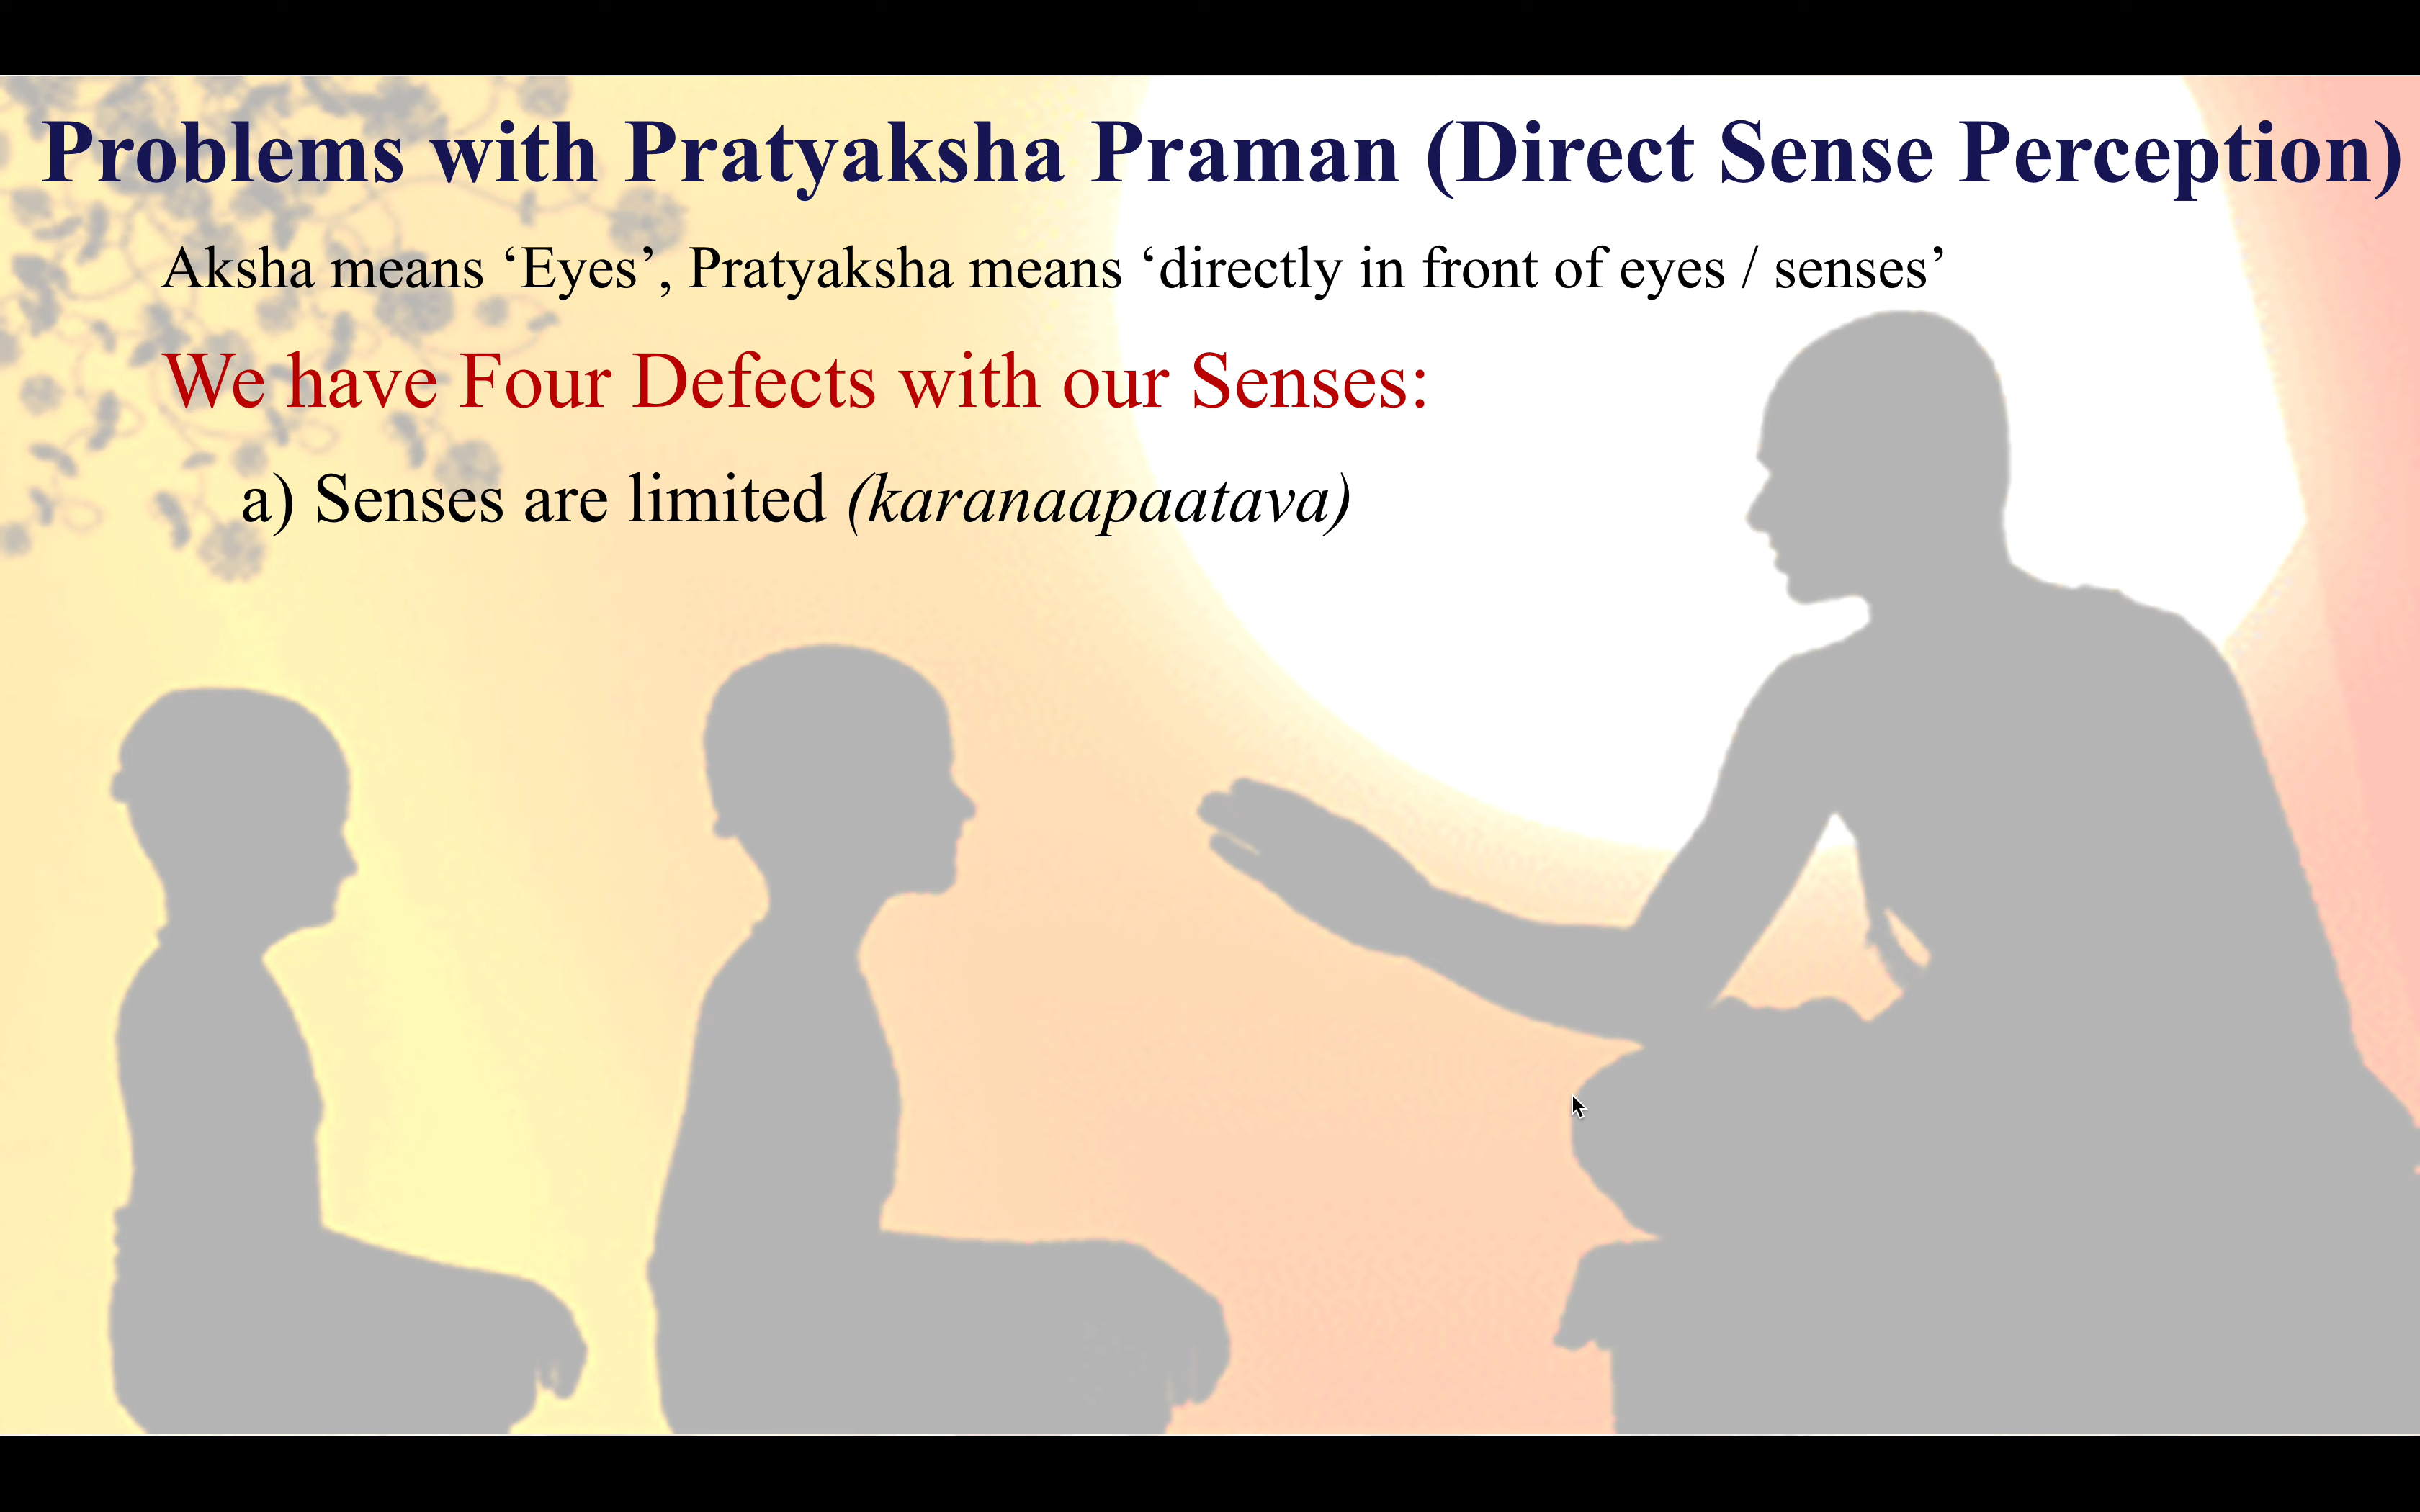 Problems with Pratyaksha Praman (Direct Sense Perception)
Aksha means ‘Eyes’, Pratyaksha means ‘directly in front of eyes / senses’
We have Four Defects with our Senses:
a) Senses are limited (karanaapaatava)